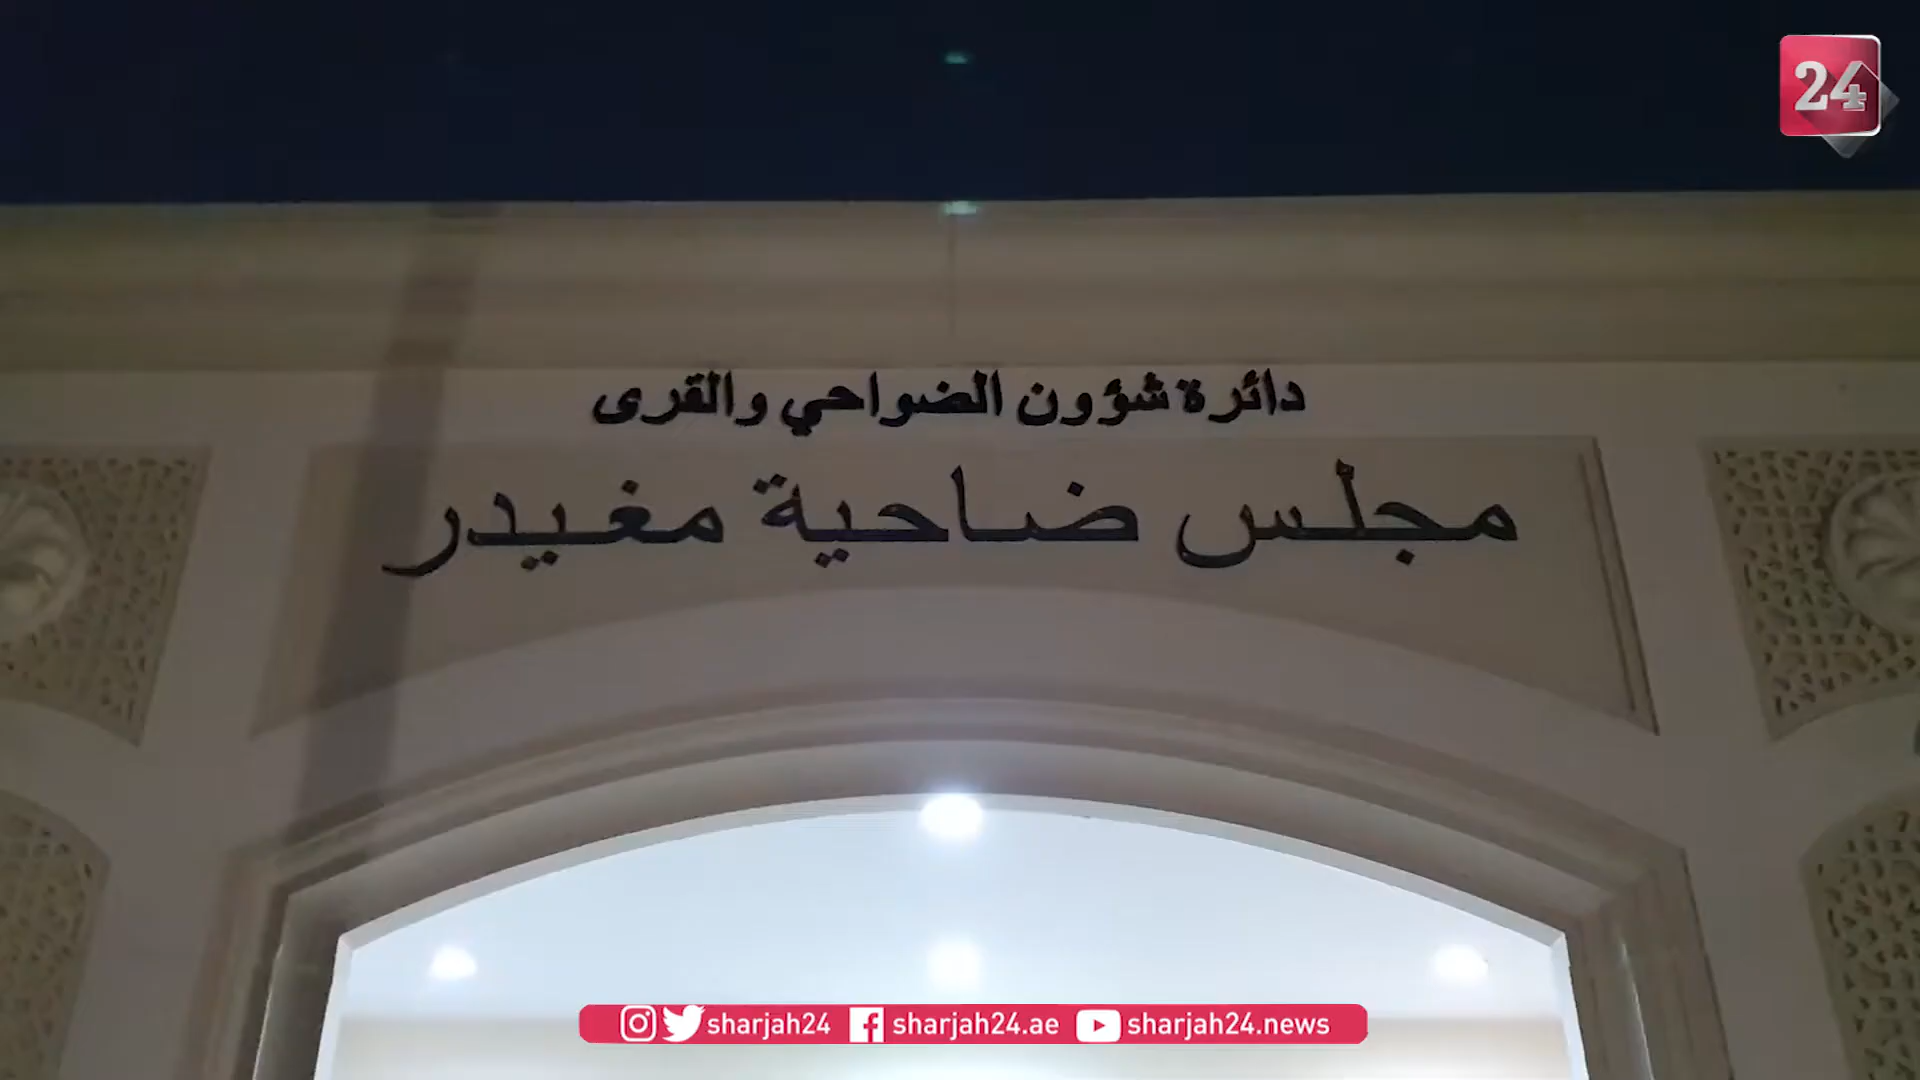 24
دائرة شؤون الضواحي والقرى
مجلس ضاحية مغيدر
sharjah24 sharjah24.ae sharjah24.news